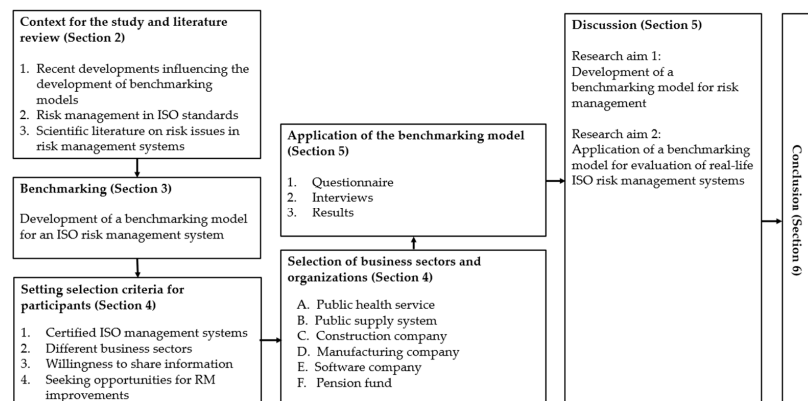 Context for the study and literature
review (Section 2)
1. Recent developments influencing the
development of benchmarking
models
2. Risk management in ISO standards
3. Scientific literature on risk issues in
risk management systems
Benchmarking (Section 3)
Development of a benchmarking model
for an ISO risk management system
Setting selection criteria for
participants (Section 4)
1. Certified ISO management systems
2. Different business sectors
3. Willingness to share information
4. Seeking opportunities for RM
improvements
Application of the benchmarking model
(Section 5)
1. Questionnaire
2. Interviews
3. Results
Selection of business sectors and
organizations (Section 4)
A. Public health service
B. Public supply system
C. Construction company
D. Manufacturing company
E. Software company
F. Pension fund
Discussion (Section 5)
Research aim 1:
Development of a
benchmarking model for risk
management
Research aim 2:
Application of a benchmarking
model for evaluation of real-life
ISO risk management systems
Conclusion (Section 6)